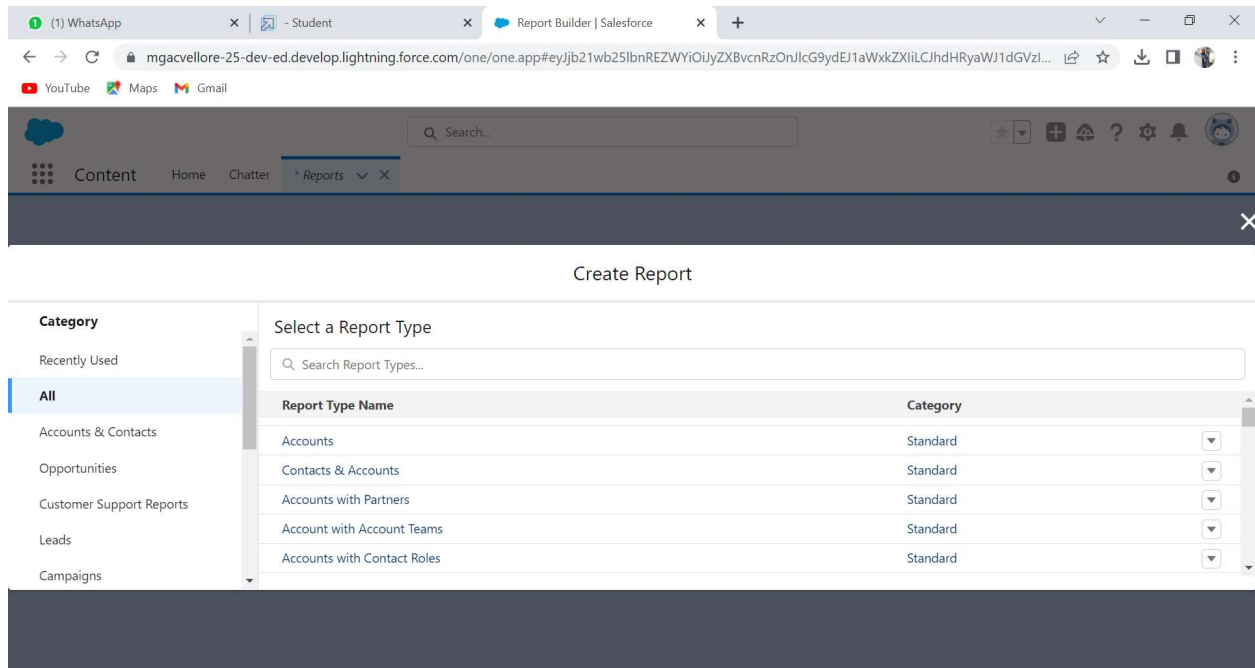 (1) WhatsApp
- Student
Report Builder | Salesforce
mgacvellore-25-dev-ed.develop.lightning.force.com/one/one.app#eyJjb21wb25lbnREZWYiOiJyZXBvcnRzOnJlcG9ydEJ1aWxkZXIiLCJhdHRyaWJ1dGVzI...
YouTube Maps Gmail
Search...
Content Home Chatter * Reports
Create Report
Category
Recently Used
All
Accounts & Contacts
Opportunities
Customer Support Reports
Leads
Campaigns
Select a Report Type
Search Report Types...
Report Type Name Category
Accounts Standard
Contacts & Accounts Standard
Accounts with Partners Standard
Account with Account Teams Standard
Accounts with Contact Roles Standard